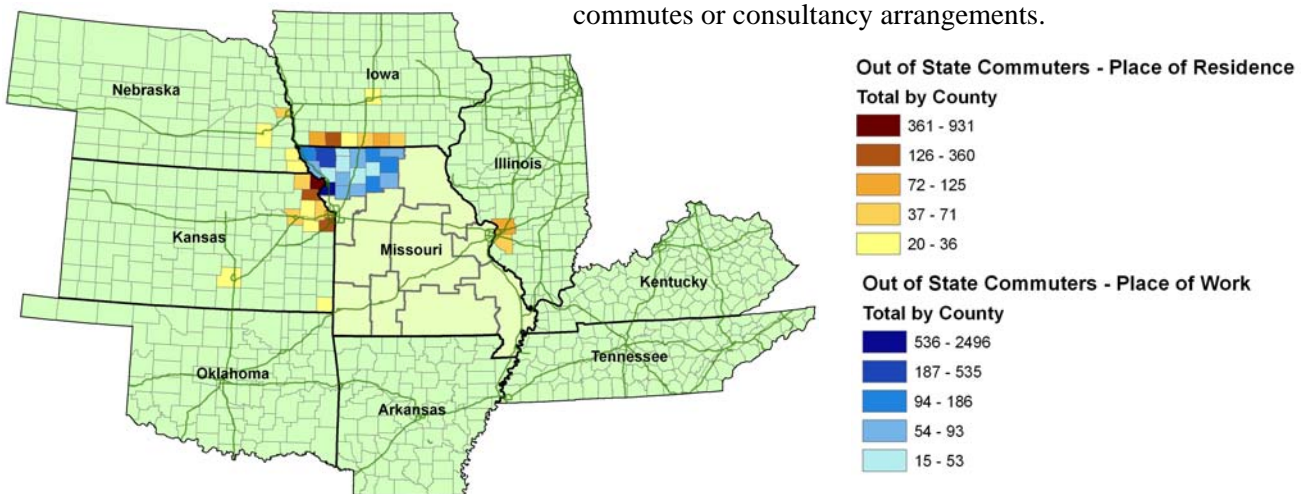 commutes or consultancy arrangements.
Nebraska
Iowa
Illinois
Kansas
Missouri
Kentucky
Oklahoma
Arkansas
Tennessee
Out of State Commuters - Place of Residence
Total by County
361 - 931
126 - 360
72 - 125
37 - 71
20 - 36
Out of State Commuters - Place of Work
Total by County
536 - 2496
187 - 535
94 - 186
54 - 93
15 - 53